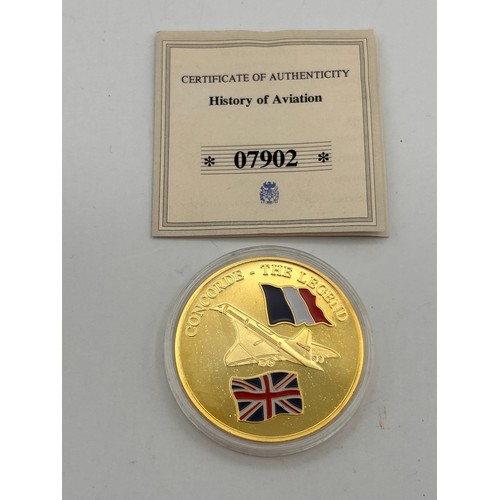 CERTIFICATE OF AUTHENTICITY
History of Aviation
* 07902 *
CONCORDE - THE LEGEND